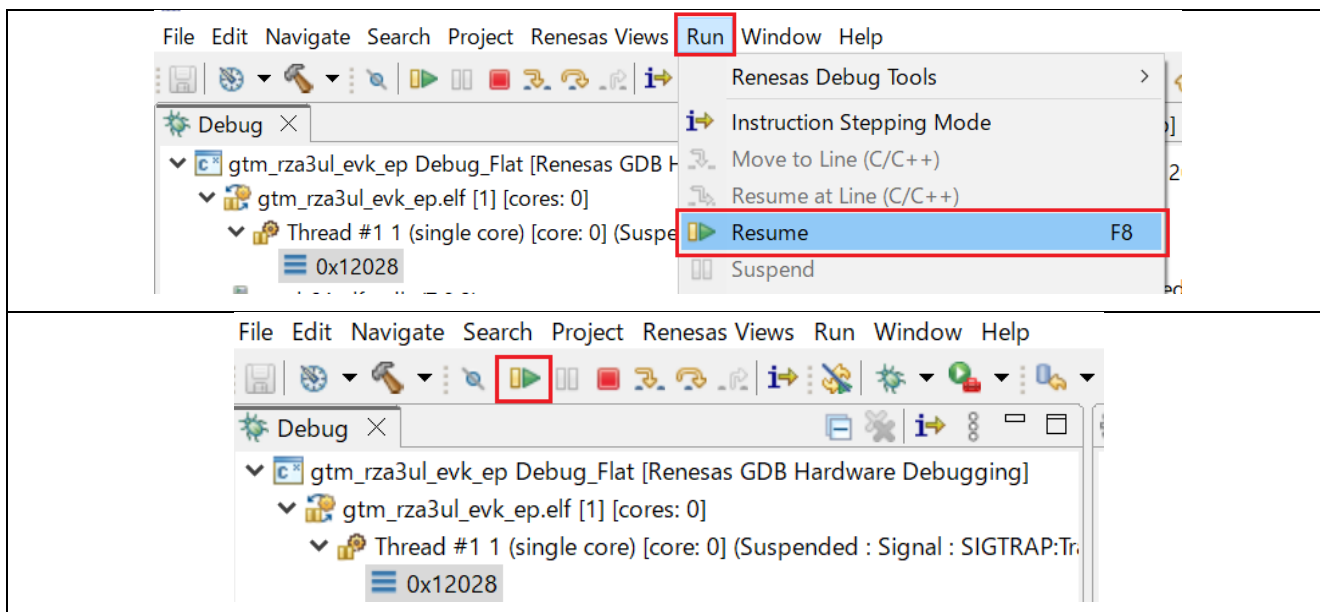 File Edit Navigate Search Project Renesas Views Run Window Help
Renesas Debug Tools
Debug
Instruction Stepping Mode
gtm_rza3ul_evk_ep Debug_Flat [Renesas GDB H
Move to Line (C/C++)
gtm_rza3ul_evk_ep.elf [1] [cores: 0]
Resume at Line (C/C++)
Thread #1 1 (single core) [core: 0] (Suspe
Resume F8
0x12028
Suspend
File Edit Navigate Search Project Renesas Views Run Window Help
Debug
gtm_rza3ul_evk_ep Debug_Flat [Renesas GDB Hardware Debugging]
gtm_rza3ul_evk_ep.elf [1] [cores: 0]
Thread #1 1 (single core) [core: 0] (Suspended : Signal : SIGTRAP:Tr
0x12028